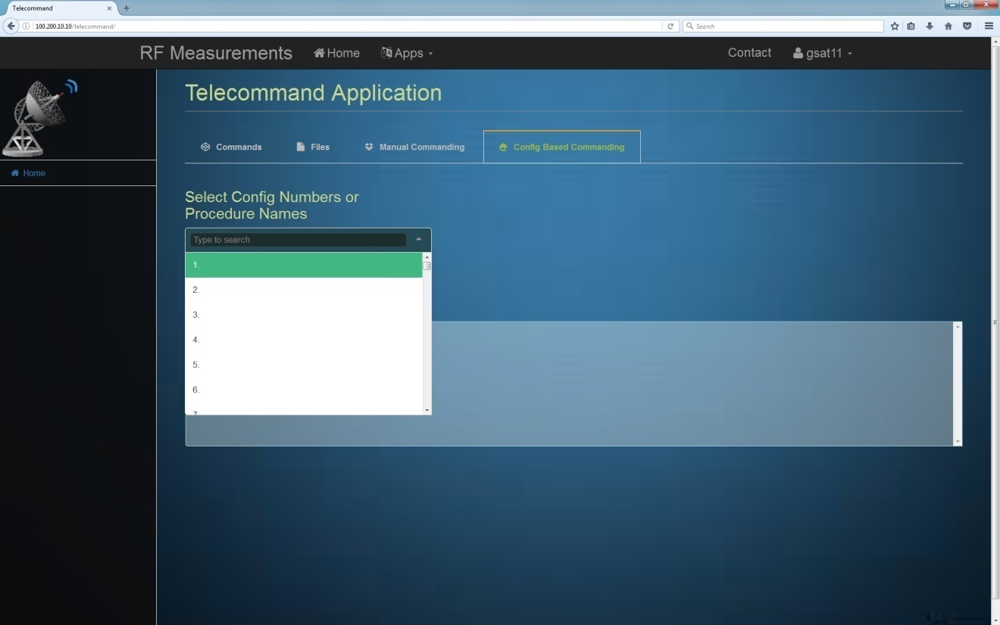 Telecommand
100.200.10.10/telecommand/
Search
RF Measurements
Home
Apps
Contact
gsat11
Telecommand Application
Home
Commands
Files
Manual Commanding
Config Based Commanding
Select Config Numbers or
Procedure Names
Type to search
1.
2.
3.
4.
5.
6.
7.